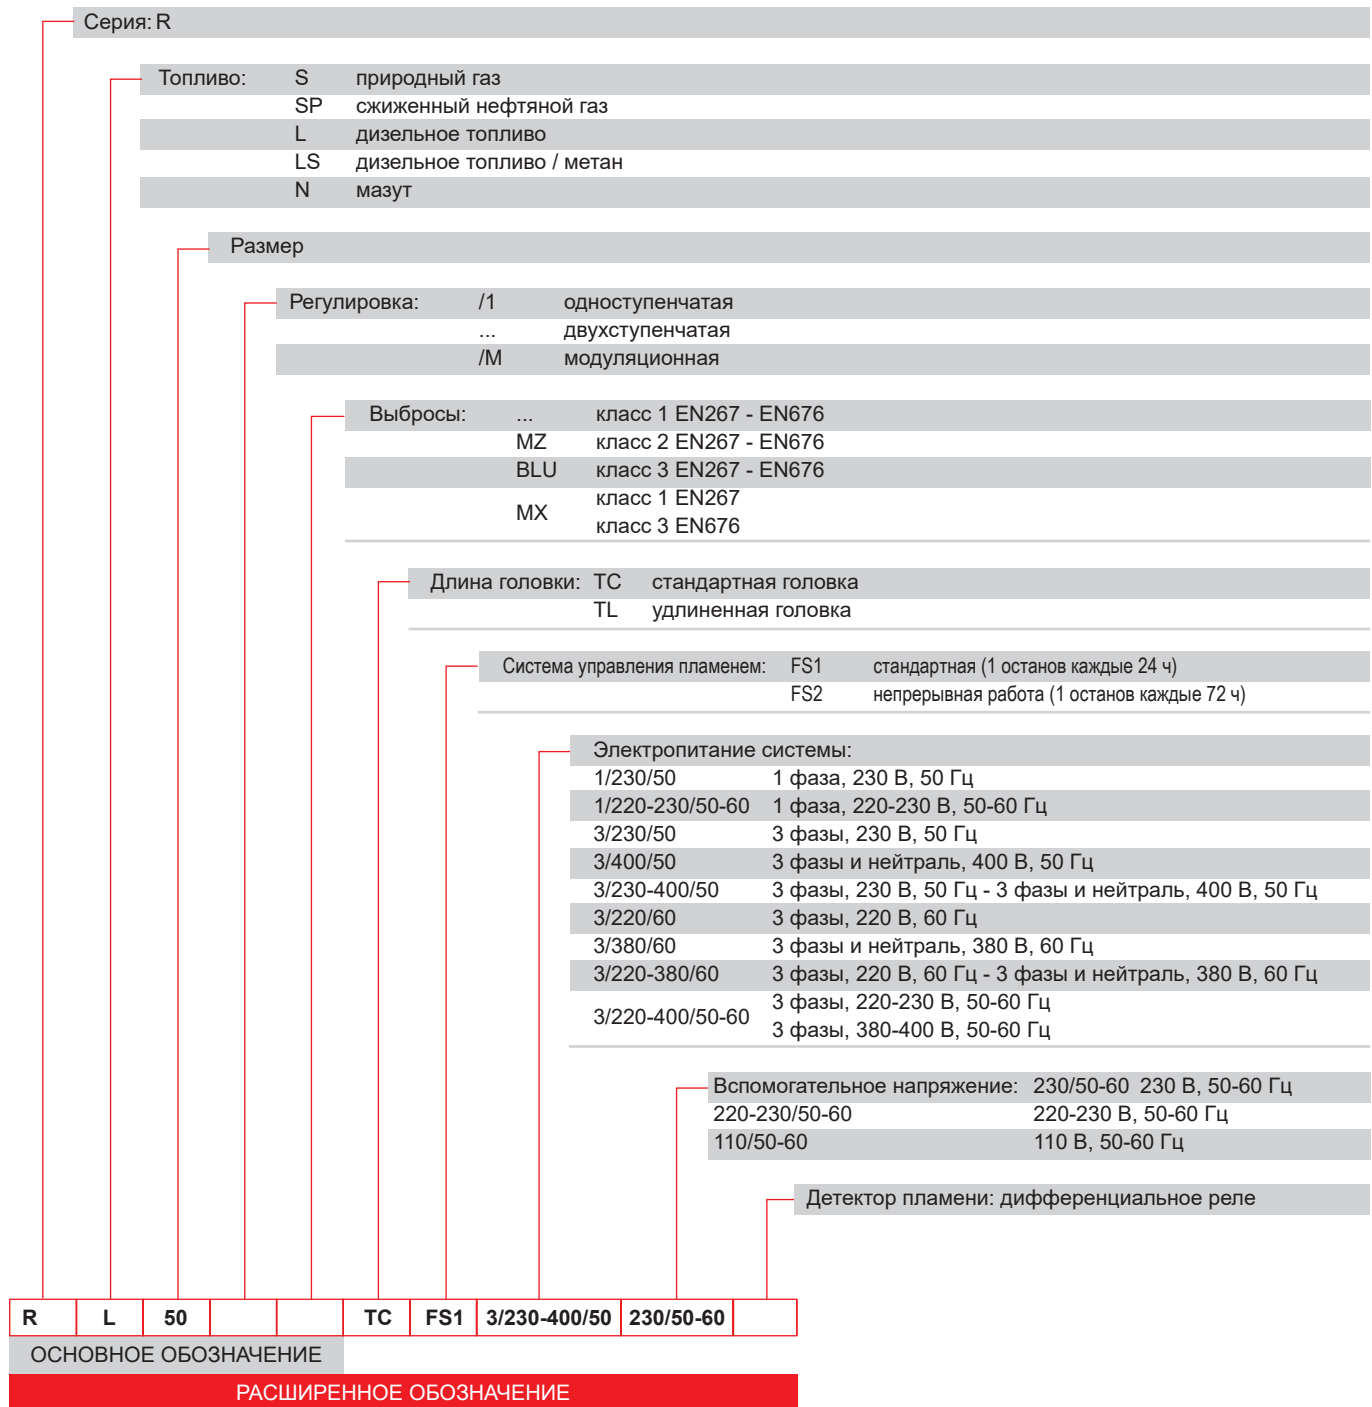 Серия: R
Топливо: S природный газ
SP сжиженный нефтяной газ
L дизельное топливо
LS дизельное топливо / метан
N мазут
Размер
Регулировка: /1 одноступенчатая
... двухступенчатая
/M модуляционная
Выбросы: ... класс 1 EN267 - EN676
MZ класс 2 EN267 - EN676
BLU класс 3 EN267 - EN676
MX класс 1 EN267
класс 3 EN676
Длина головки: TC стандартная головка
TL удлиненная головка
Система управления пламенем: FS1 стандартная (1 останов каждые 24 ч)
FS2 непрерывная работа (1 останов каждые 72 ч)
Электропитание системы:
1/230/50 1 фаза, 230 В, 50 Гц
1/220-230/50-60 1 фаза, 220-230 В, 50-60 Гц
3/230/50 3 фазы, 230 В, 50 Гц
3/400/50 3 фазы и нейтраль, 400 В, 50 Гц
3/230-400/50 3 фазы, 230 В, 50 Гц - 3 фазы и нейтраль, 400 В, 50 Гц
3/220/60 3 фазы, 220 В, 60 Гц
3/380/60 3 фазы и нейтраль, 380 В, 60 Гц
3/220-380/60 3 фазы, 220 В, 60 Гц - 3 фазы и нейтраль, 380 В, 60 Гц
3/220-400/50-60 3 фазы, 220-230 В, 50-60 Гц
3 фазы, 380-400 В, 50-60 Гц
Вспомогательное напряжение: 230/50-60 230 В, 50-60 Гц
220-230/50-60 220-230 В, 50-60 Гц
110/50-60 110 В, 50-60 Гц
Детектор пламени: дифференциальное реле
R L 50 TC FS1 3/230-400/50 230/50-60
ОСНОВНОЕ ОБОЗНАЧЕНИЕ
РАСШИРЕННОЕ ОБОЗНАЧЕНИЕ